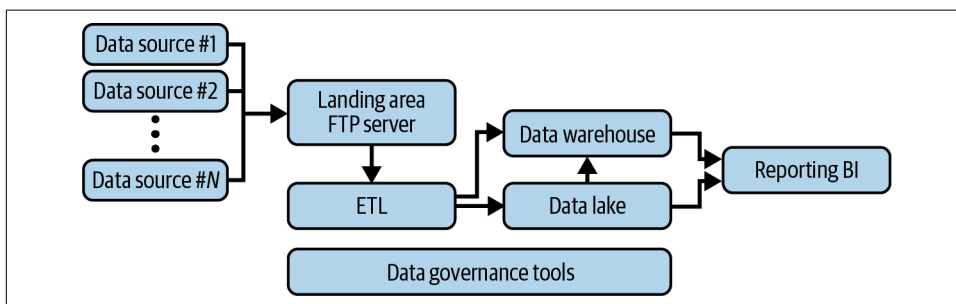 Data source #1
Data source #2
Data source #N
Landing area
FTP server
ETL
Data warehouse
Data lake
Reporting BI
Data governance tools